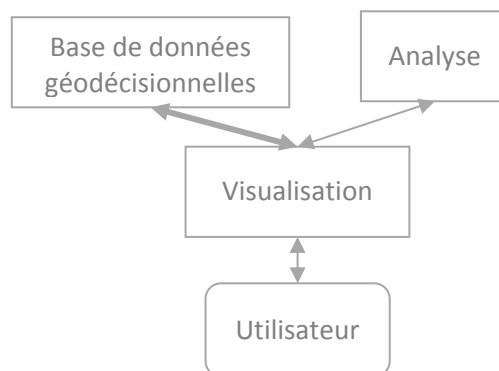 Base de données
géodécisionnelles
Analyse
Visualisation
Utilisateur